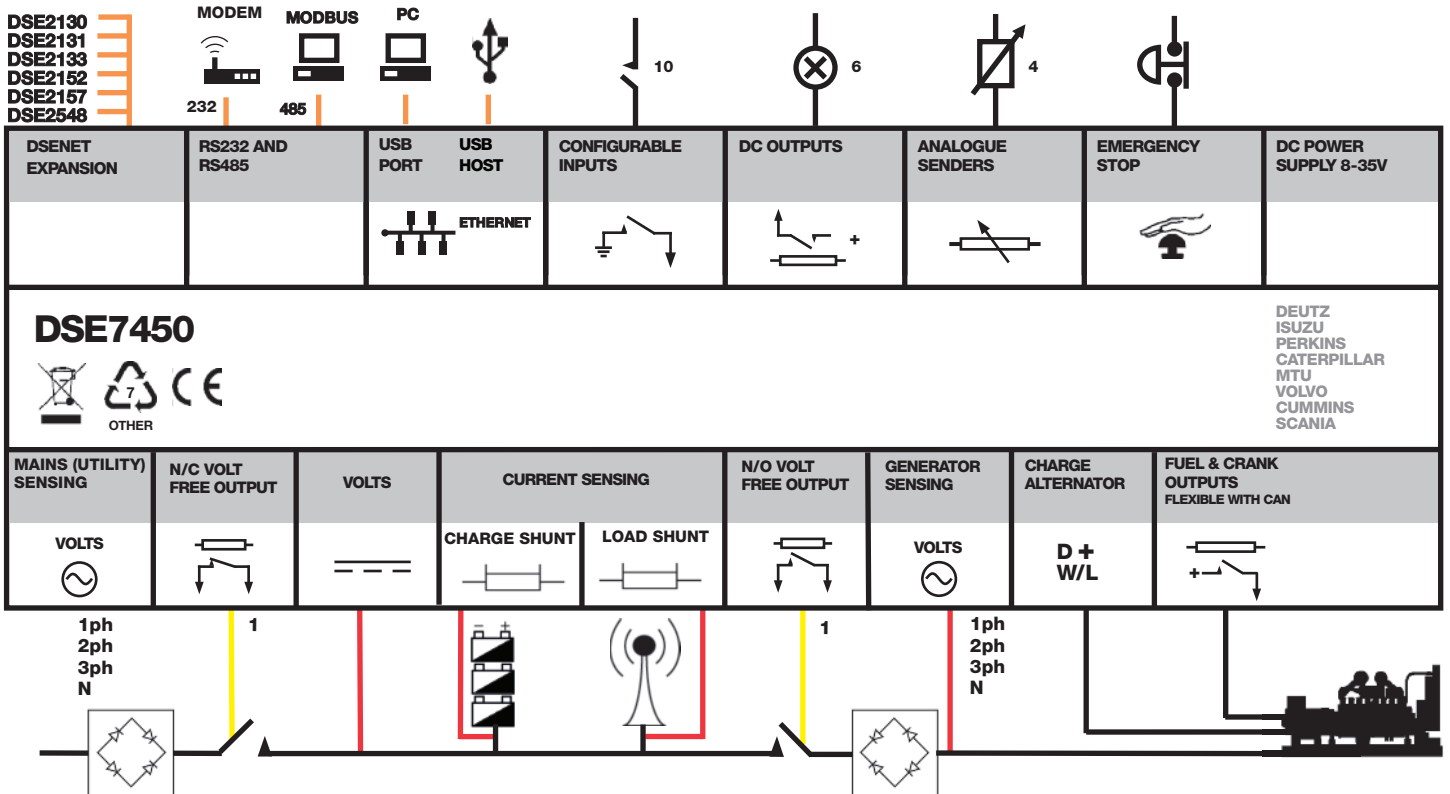 DSE2130
DSE2131
DSE2133
DSE2152
DSE2157
DSE2548
MODEM
232
MODBUS
485
PC
10
6
4
DSENET
EXPANSION
RS232 AND
RS485
USB
PORT
USB
HOST
CONFIGURABLE
INPUTS
DC OUTPUTS
ANALOGUE
SENDERS
EMERGENCY
STOP
DC POWER
SUPPLY 8-35V
ETHERNET
+
DSE7450
7
OTHER
CE
DEUTZ
ISUZU
PERKINS
CATERPILLAR
MTU
VOLVO
CUMMINS
SCANIA
MAINS (UTILITY)
SENSING
N/C VOLT
FREE OUTPUT
VOLTS
CURRENT SENSING
N/O VOLT
FREE OUTPUT
GENERATOR
SENSING
CHARGE
ALTERNATOR
FUEL & CRANK
OUTPUTS
FLEXIBLE WITH CAN
VOLTS
CHARGE SHUNT
LOAD SHUNT
VOLTS
D +
W/L
+
1ph
2ph
3ph
N
1
– +
1
1ph
2ph
3ph
N